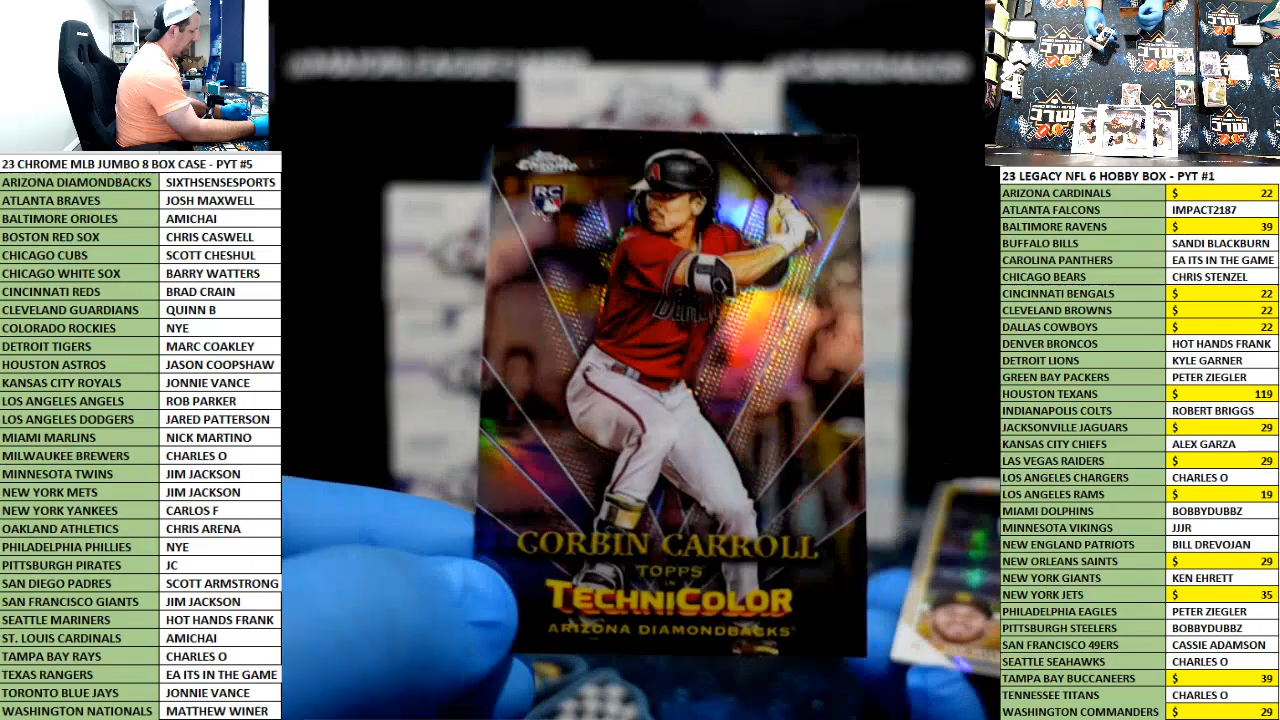 23 CHROME MLB JUMBO 8 BOX CASE - PYT #5
ARIZONA DIAMONDBACKS SIXTHSENSESPORTS
ATLANTA BRAVES JOSH MAXWELL
BALTIMORE ORIOLES AMICHAI
BOSTON RED SOX CHRIS CASWELL
CHICAGO CUBS SCOTT CHESHUL
CHICAGO WHITE SOX BARRY WATTERS
CINCINNATI REDS BRAD CRAIN
CLEVELAND GUARDIANS QUINN B
COLORADO ROCKIES NYE
DETROIT TIGERS MARC COAKLEY
HOUSTON ASTROS JASON COOPSHAW
KANSAS CITY ROYALS JONNIE VANCE
LOS ANGELES ANGELS ROB PARKER
LOS ANGELES DODGERS JARED PATTERSON
MIAMI MARLINS NICK MARTINO
MILWAUKEE BREWERS CHARLES O
MINNESOTA TWINS JIM JACKSON
NEW YORK METS JIM JACKSON
NEW YORK YANKEES CARLOS F
OAKLAND ATHLETICS CHRIS ARENA
PHILADELPHIA PHILLIES NYE
PITTSBURGH PIRATES JC
SAN DIEGO PADRES SCOTT ARMSTRONG
SAN FRANCISCO GIANTS JIM JACKSON
SEATTLE MARINERS HOT HANDS FRANK
ST. LOUIS CARDINALS AMICHAI
TAMPA BAY RAYS CHARLES O
TEXAS RANGERS EA ITS IN THE GAME
TORONTO BLUE JAYS JONNIE VANCE
WASHINGTON NATIONALS MATTHEW WINER
Topps
Chrome
RC
CORBIN CARROLL
TOPPS
IN
TECHNICOLOR
ARIZONA DIAMONDBACKS
23 LEGACY NFL 6 HOBBY BOX - PYT #1
ARIZONA CARDINALS $ 22
ATLANTA FALCONS IMPACT2187
BALTIMORE RAVENS $ 39
BUFFALO BILLS SANDI BLACKBURN
CAROLINA PANTHERS EA ITS IN THE GAME
CHICAGO BEARS CHRIS STENZEL
CINCINNATI BENGALS $ 22
CLEVELAND BROWNS $ 22
DALLAS COWBOYS $ 22
DENVER BRONCOS HOT HANDS FRANK
DETROIT LIONS KYLE GARNER
GREEN BAY PACKERS PETER ZIEGLER
HOUSTON TEXANS $ 119
INDIANAPOLIS COLTS ROBERT BRIGGS
JACKSONVILLE JAGUARS $ 29
KANSAS CITY CHIEFS ALEX GARZA
LAS VEGAS RAIDERS $ 29
LOS ANGELES CHARGERS CHARLES O
LOS ANGELES RAMS $ 19
MIAMI DOLPHINS BOBBYDUBBZ
MINNESOTA VIKINGS JJJR
NEW ENGLAND PATRIOTS BILL DREVOJAN
NEW ORLEANS SAINTS $ 29
NEW YORK GIANTS KEN EHRETT
NEW YORK JETS $ 35
PHILADELPHIA EAGLES PETER ZIEGLER
PITTSBURGH STEELERS BOBBYDUBBZ
SAN FRANCISCO 49ERS CASSIE ADAMSON
SEATTLE SEAHAWKS CHARLES O
TAMPA BAY BUCCANEERS $ 39
TENNESSEE TITANS CHARLES O
WASHINGTON COMMANDERS $ 29